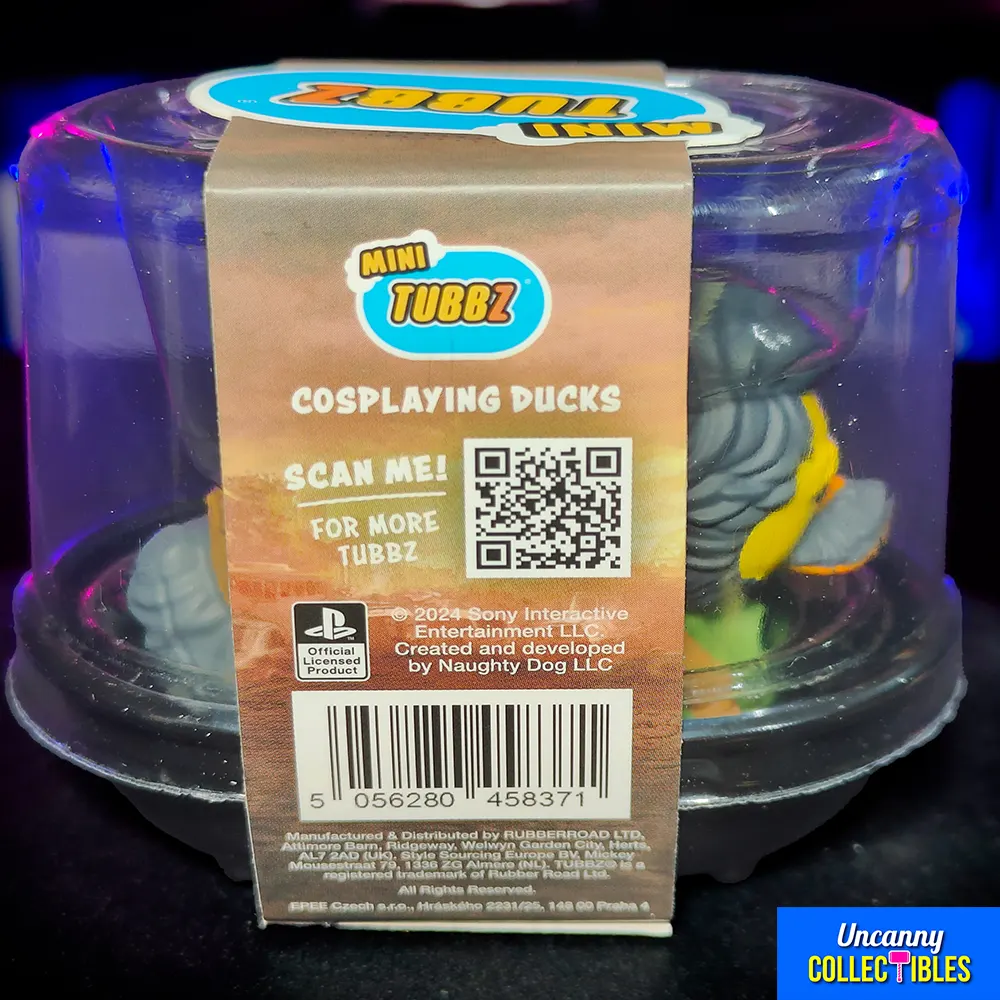 MINI
TUBBZ
MINI
TUBBZ
COSPLAYING DUCKS
SCAN ME!
FOR MORE
TUBBZ
Official
Licensed
Product
© 2024 Sony Interactive
Entertainment LLC.
Created and developed
by Naughty Dog LLC
5 056280 458371
Manufactured & Distributed by RUBBERROAD LTD,
Attimore Barn, Ridgeway, Welwyn Garden City, Herts,
AL7 2AD (UK). Style Sourcing Europe BV. Mickey
Mousestraat 79, 1336 ZG Almere (NL). TUBBZ® is a
registered trademark of Rubber Road Ltd.
All Rights Reserved.
EPEE Czech s.r.o., Hráského 2231/25, 148 00 Praha 4
Uncanny
COLLECTIBLES